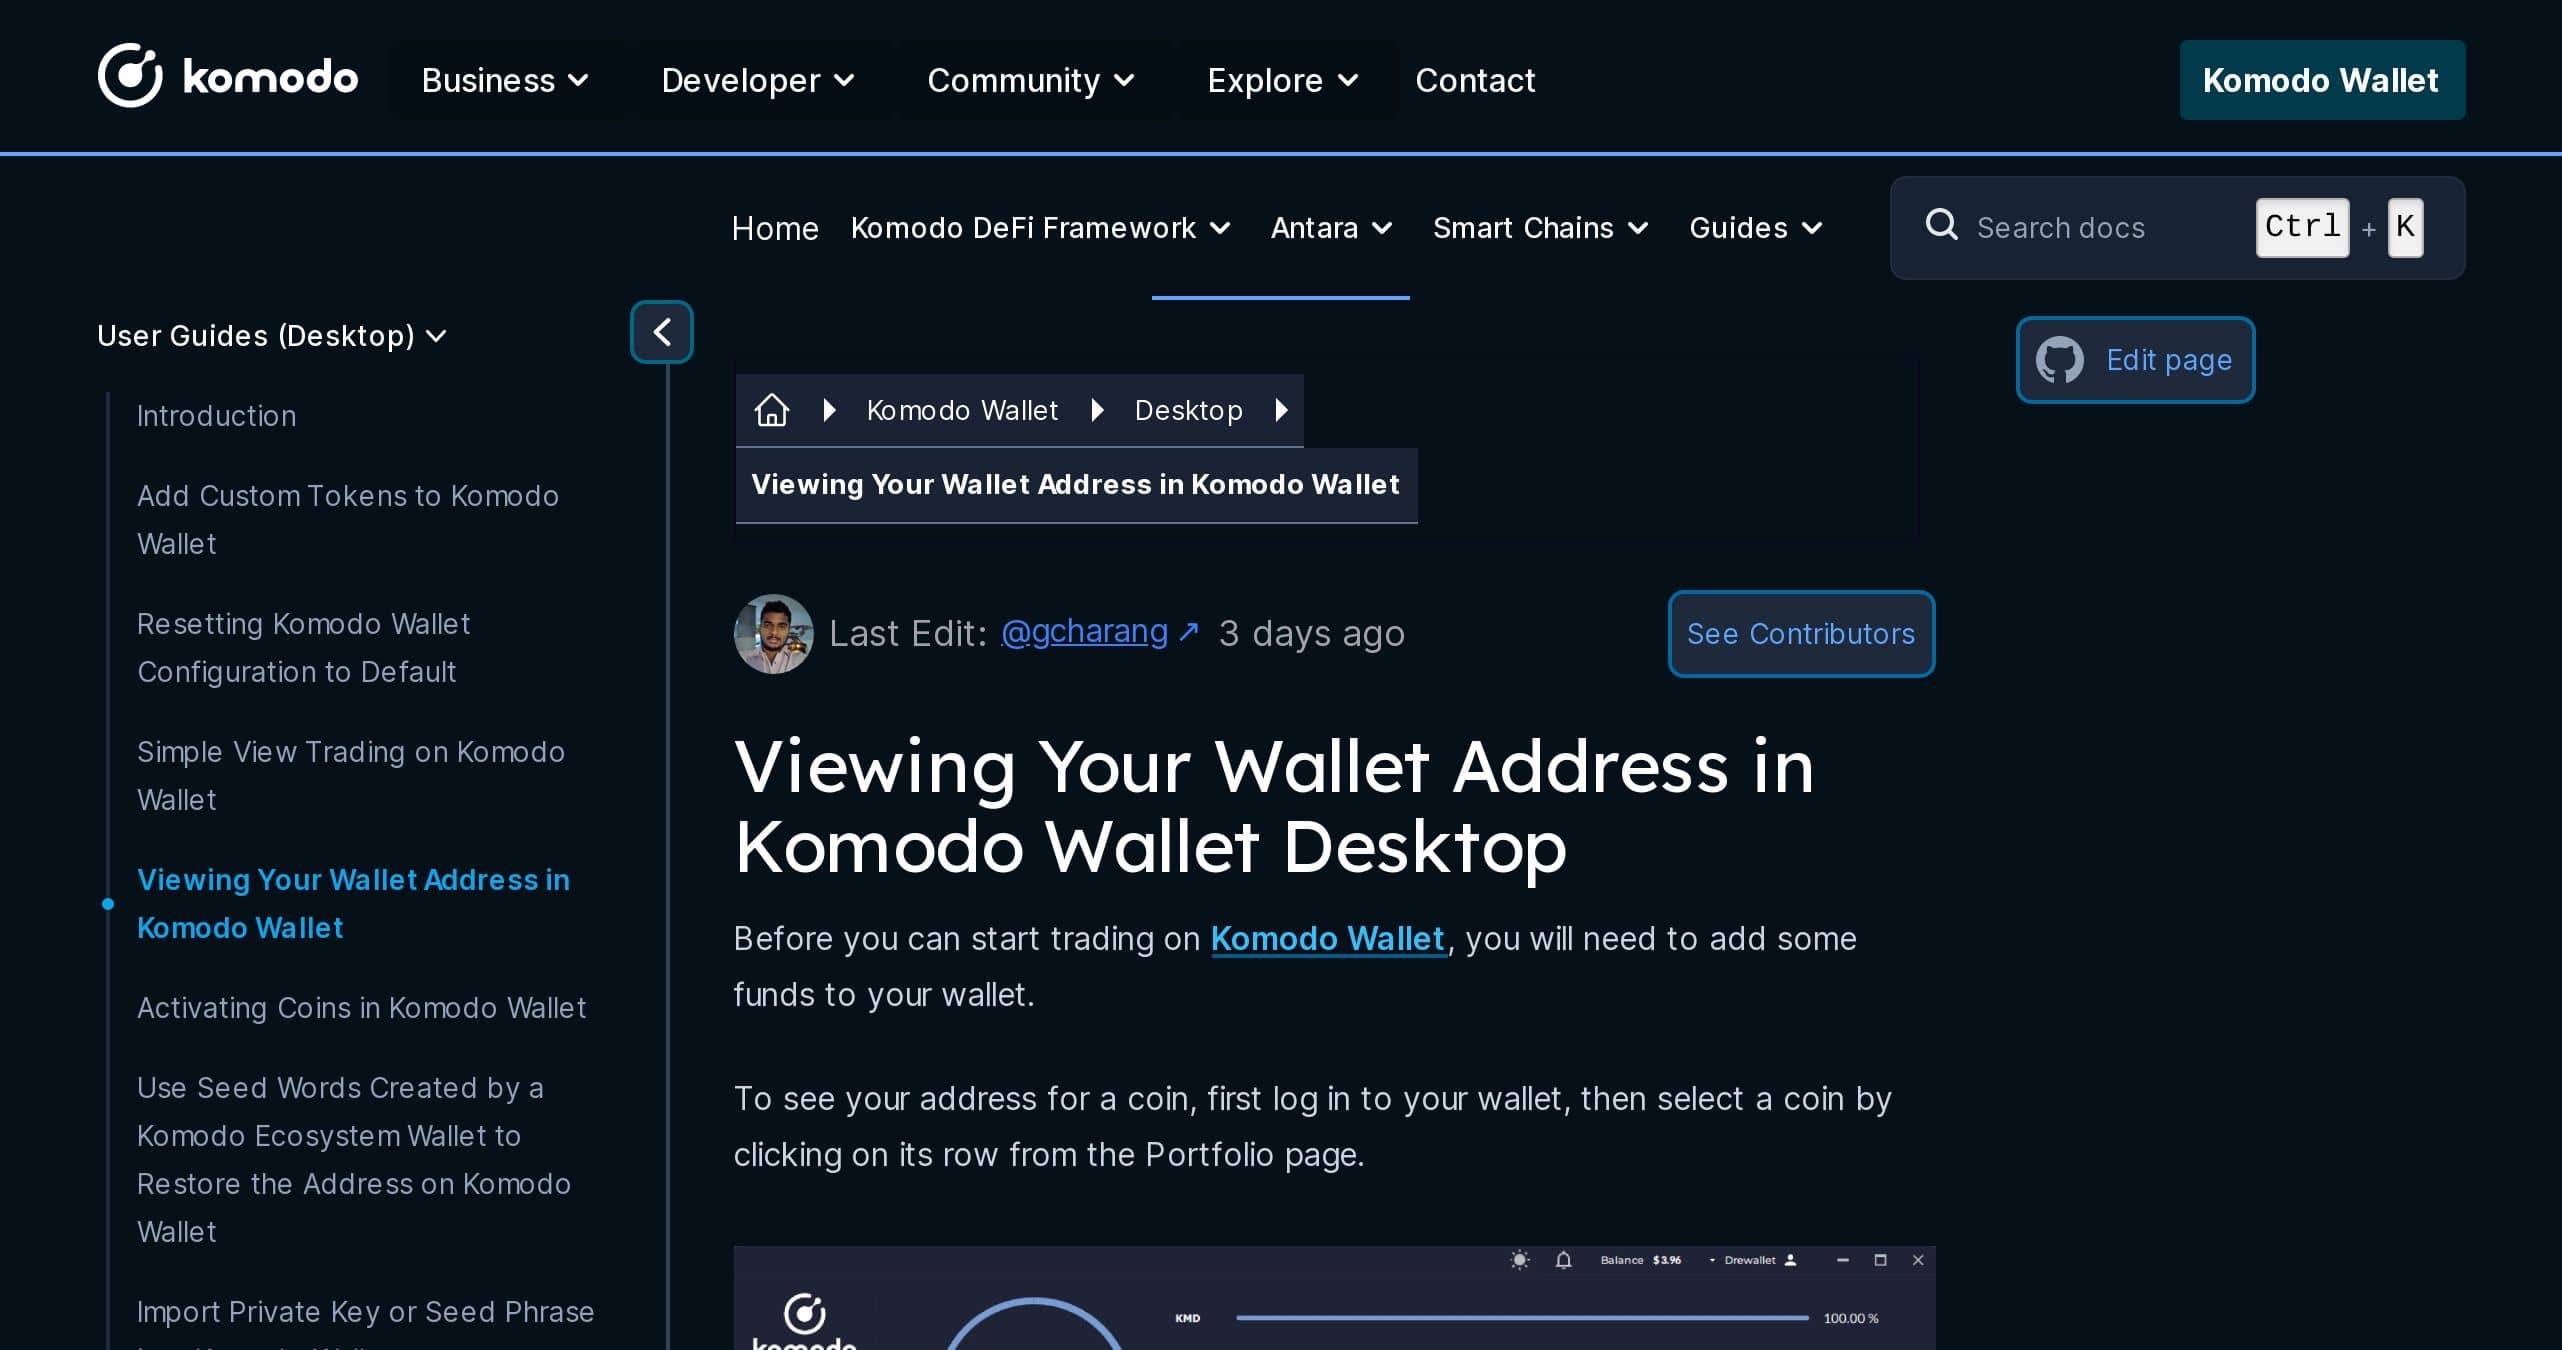 komodo Business Developer Community Explore Contact Komodo Wallet
Home Komodo DeFi Framework Antara Smart Chains Guides Search docs Ctrl + K
User Guides (Desktop)
Introduction
Add Custom Tokens to Komodo
Wallet
Resetting Komodo Wallet
Configuration to Default
Simple View Trading on Komodo
Wallet
Viewing Your Wallet Address in
Komodo Wallet
Activating Coins in Komodo Wallet
Use Seed Words Created by a
Komodo Ecosystem Wallet to
Restore the Address on Komodo
Wallet
Import Private Key or Seed Phrase
Edit page
Komodo Wallet Desktop
Viewing Your Wallet Address in Komodo Wallet
Last Edit: @gcharang ↗ 3 days ago
See Contributors
Viewing Your Wallet Address in
Komodo Wallet Desktop
Before you can start trading on Komodo Wallet, you will need to add some
funds to your wallet.
To see your address for a coin, first log in to your wallet, then select a coin by
clicking on its row from the Portfolio page.
Balance $3.96 Drewallet
KMD 100.00 %
komodo